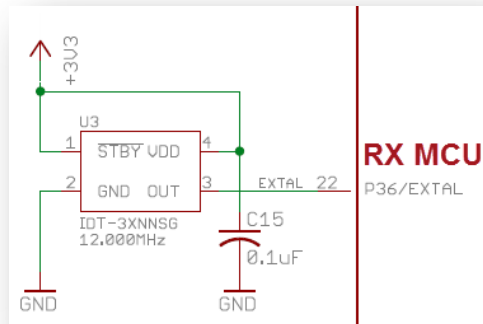 +3V3
U3
1 STBY VDD 4
2 GND OUT 3
EXTAL 22
RX MCU
P36/EXTAL
IDT-3XNNSG
12.000MHz
C15
0.1uF
GND
GND